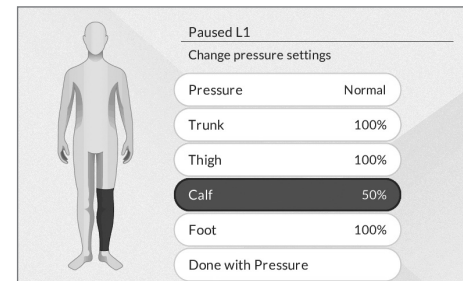 Paused L1
Change pressure settings
Pressure Normal
Trunk 100%
Thigh 100%
Calf 50%
Foot 100%
Done with Pressure